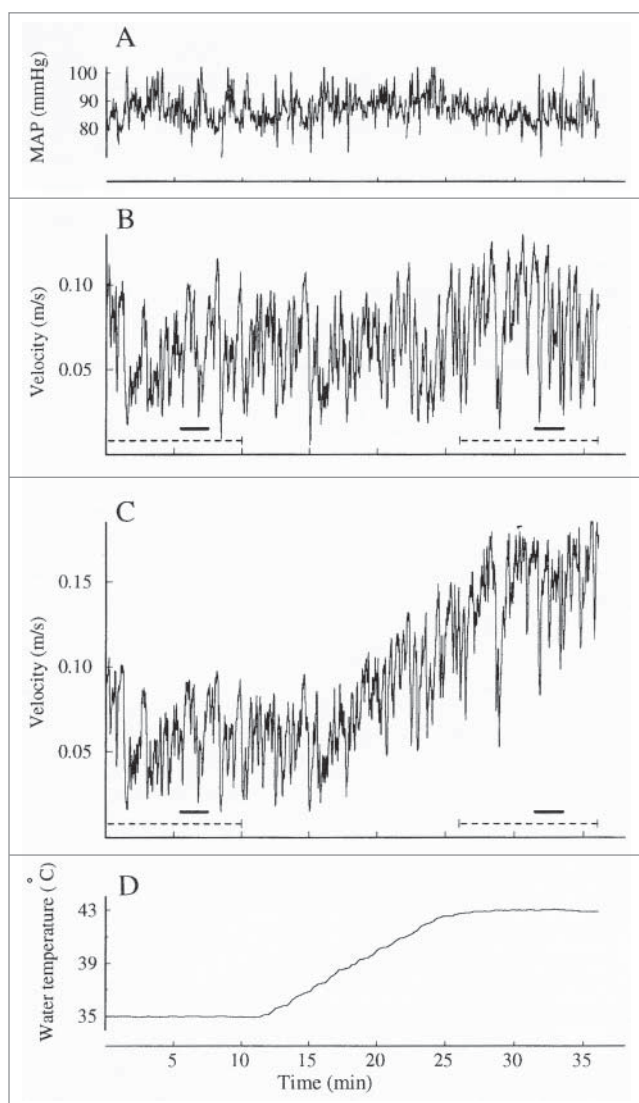 A
MAP (mmHg)
100
90
80
B
Velocity (m/s)
0.10
0.05
C
Velocity (m/s)
0.15
0.10
0.05
D
Water temperature (°C)
43
39
35
5 10 15 20 25 30 35
Time (min)